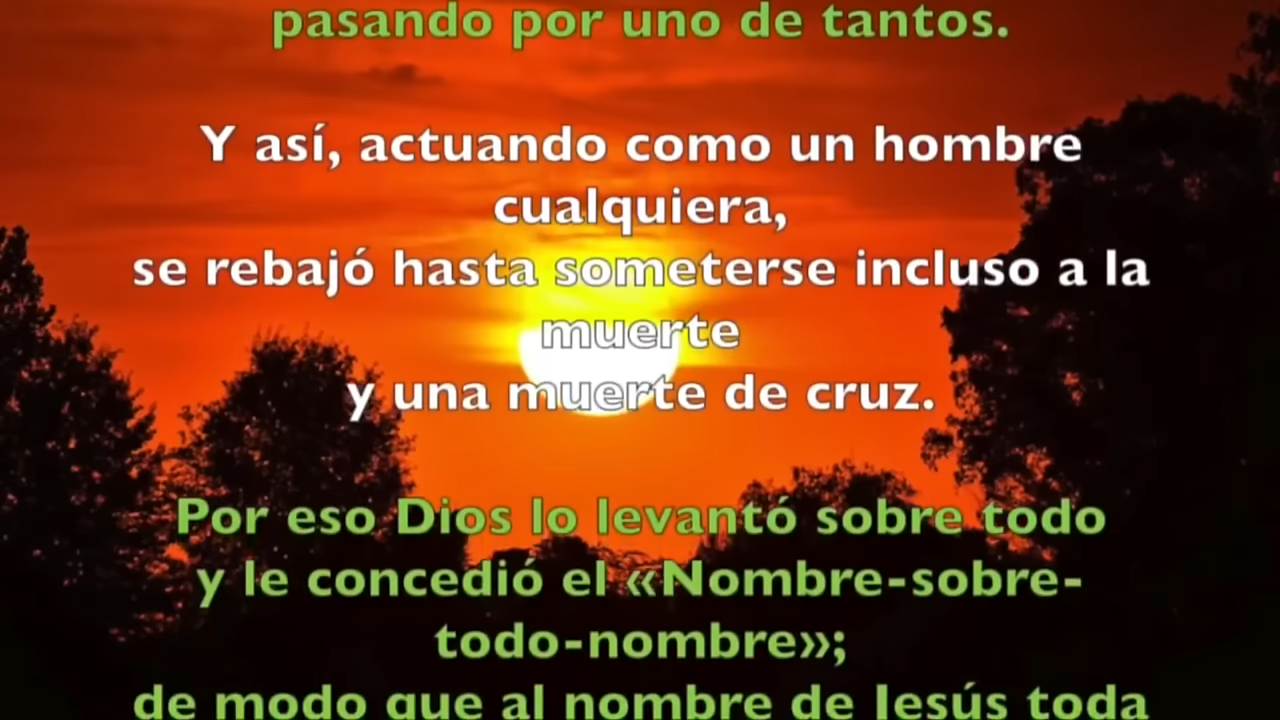 pasando por uno de tantos.
Y así, actuando como un hombre
cualquiera,
se rebajó hasta someterse incluso a la
muerte
y una muerte de cruz.
Por eso Dios lo levantó sobre todo
y le concedió el «Nombre-sobre-
todo-nombre»;
de modo que al nombre de Jesús toda